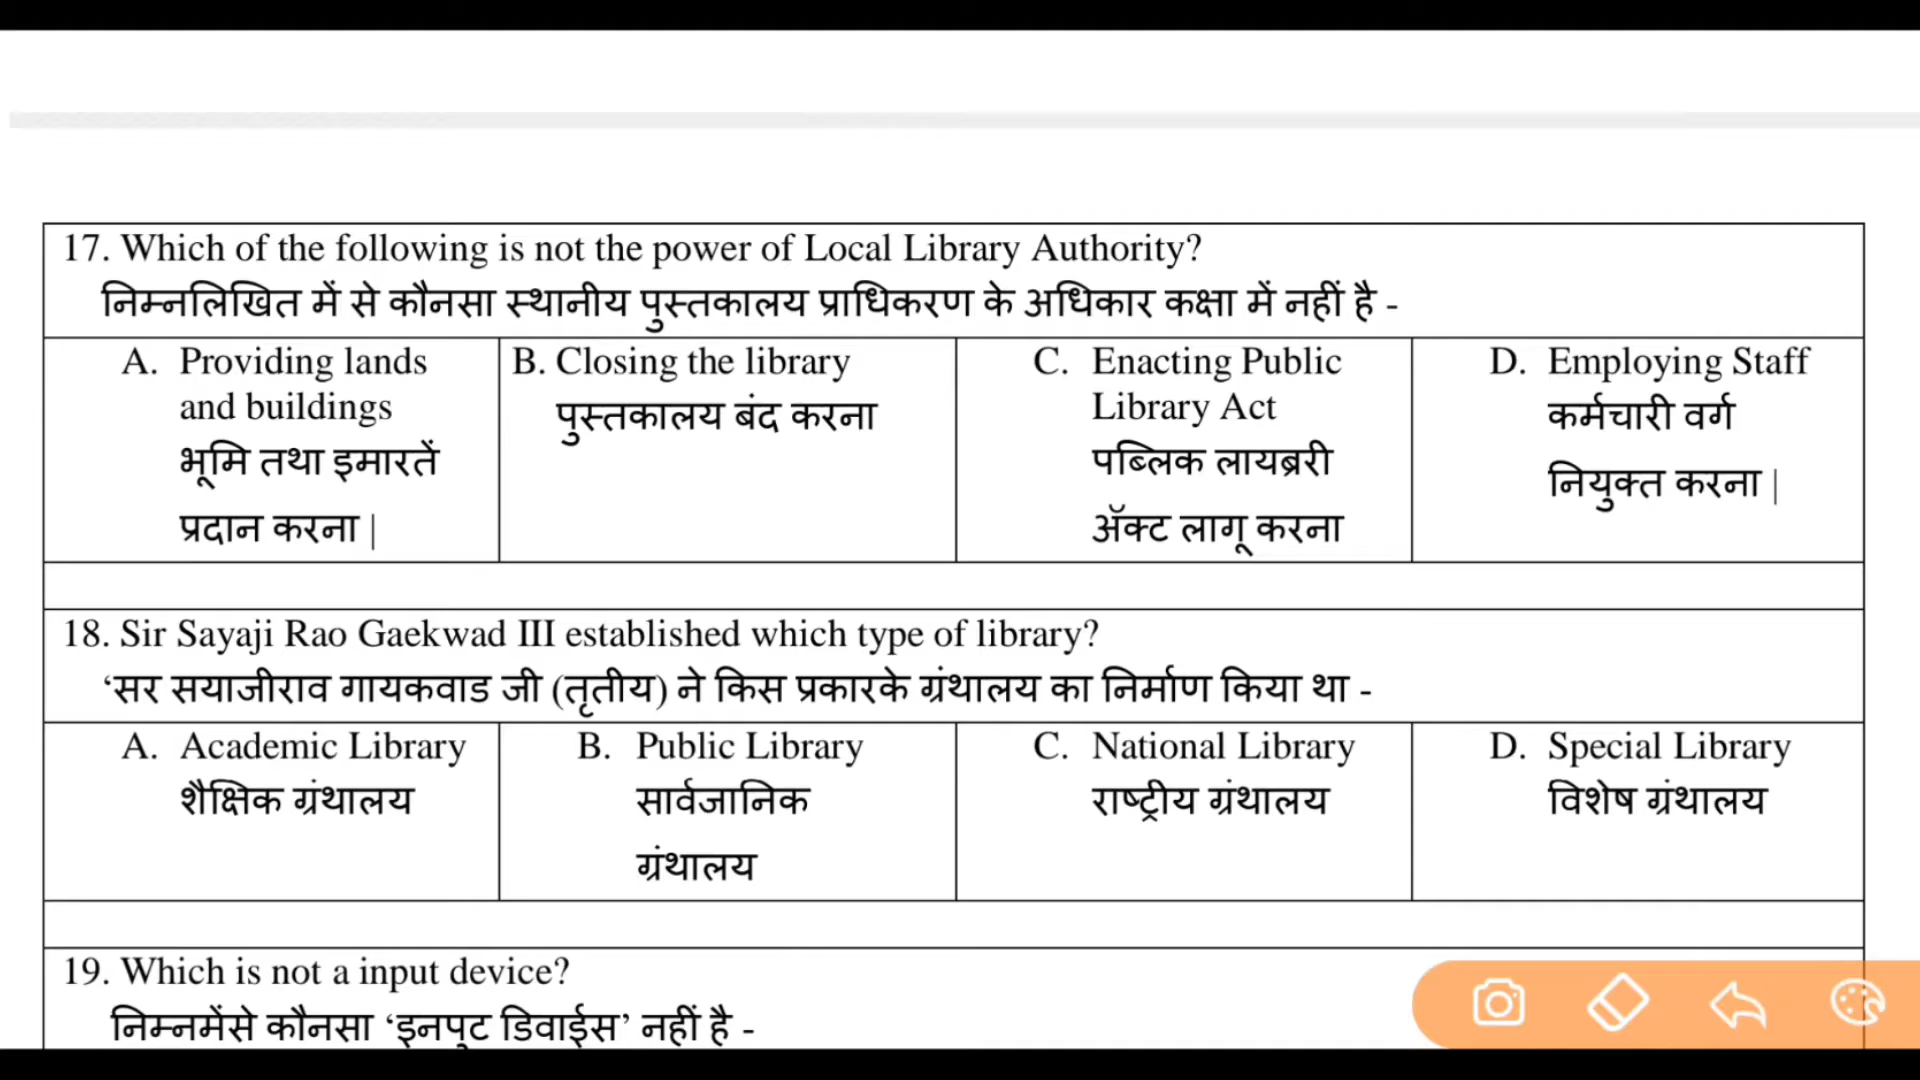 17. Which of the following is not the power of Local Library Authority?
निम्नलिखित में से कौनसा स्थानीय पुस्तकालय प्राधिकरण के अधिकार कक्षा में नहीं है -
A. Providing lands
and buildings
भूमि तथा इमारतें
प्रदान करना |
B. Closing the library
पुस्तकालय बंद करना
C. Enacting Public
Library Act
पब्लिक लायब्ररी
ॲक्ट लागू करना
D. Employing Staff
कर्मचारी वर्ग
नियुक्त करना |
18. Sir Sayaji Rao Gaekwad III established which type of library?
‘सर सयाजीराव गायकवाड जी (तृतीय) ने किस प्रकारके ग्रंथालय का निर्माण किया था -
A. Academic Library
शैक्षिक ग्रंथालय
B. Public Library
सार्वजानिक
ग्रंथालय
C. National Library
राष्ट्रीय ग्रंथालय
D. Special Library
विशेष ग्रंथालय
19. Which is not a input device?
निम्नमेंसे कौनसा ‘इनपुट डिवाईस’ नहीं है -